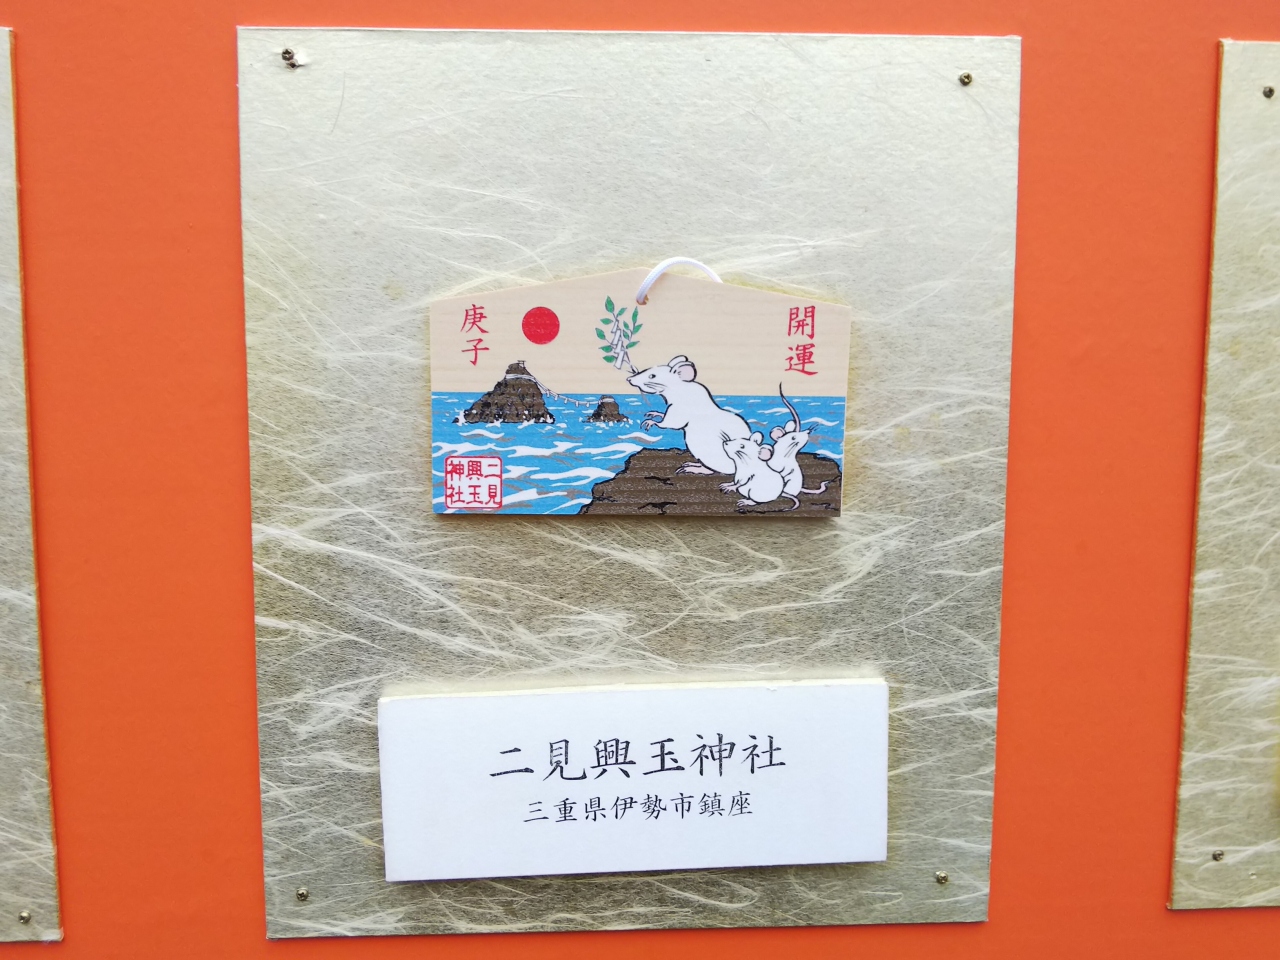 開運
庚子
二見
興玉
神社
二見興玉神社
三重県伊勢市鎮座